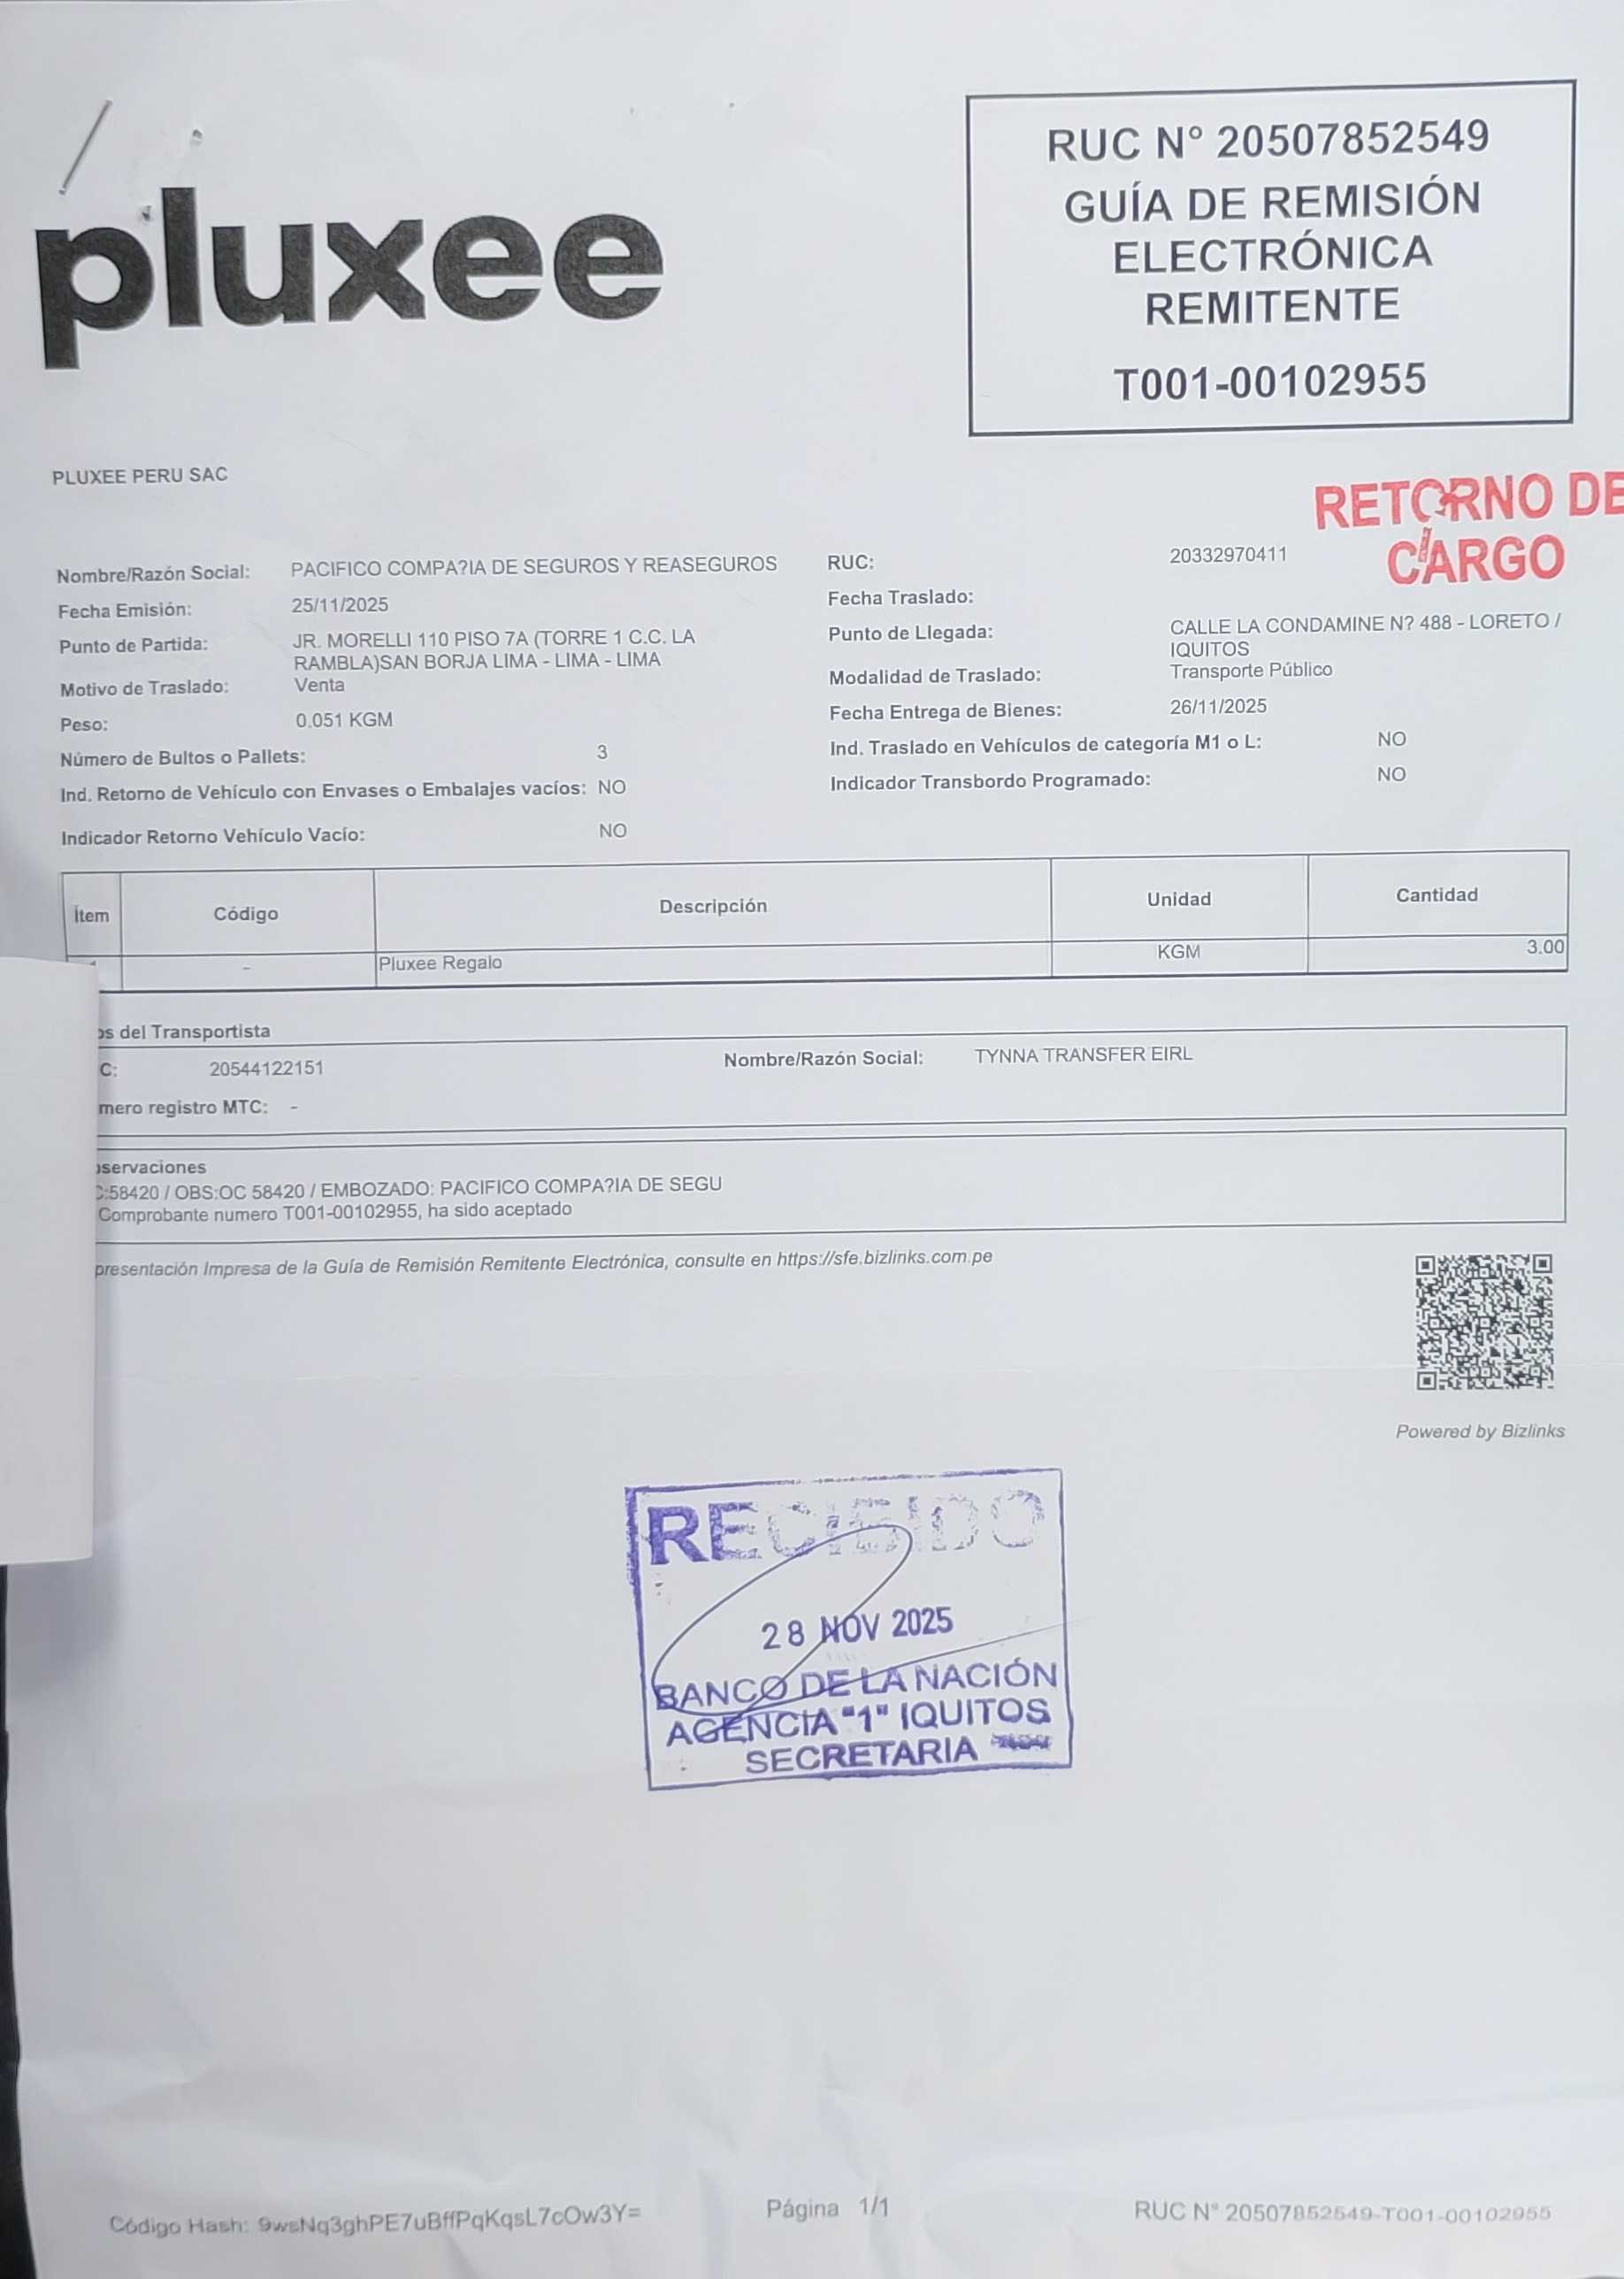 pluxee
RUC N° 20507852549
GUÍA DE REMISIÓN
ELECTRÓNICA
REMITENTE
T001-00102955
PLUXEE PERU SAC
RETORNO DE
CARGO
Nombre/Razón Social: PACIFICO COMPA?IA DE SEGUROS Y REASEGUROS
RUC: 20332970411
Fecha Emisión: 25/11/2025
Fecha Traslado:
Punto de Partida: JR. MORELLI 110 PISO 7A (TORRE 1 C.C. LA
RAMBLA)SAN BORJA LIMA - LIMA - LIMA
Punto de Llegada: CALLE LA CONDAMINE N? 488 - LORETO /
IQUITOS
Motivo de Traslado: Venta
Modalidad de Traslado: Transporte Público
Peso: 0.051 KGM
Fecha Entrega de Bienes: 26/11/2025
Número de Bultos o Pallets: 3
Ind. Traslado en Vehículos de categoría M1 o L: NO
Ind. Retorno de Vehículo con Envases o Embalajes vacíos: NO
Indicador Transbordo Programado: NO
Indicador Retorno Vehículo Vacío: NO
Ítem Código Descripción Unidad Cantidad
- Pluxee Regalo KGM 3.00
os del Transportista
C: 20544122151 Nombre/Razón Social: TYNNA TRANSFER EIRL
mero registro MTC: -
servaciones
:58420 / OBS:OC 58420 / EMBOZADO: PACIFICO COMPA?IA DE SEGU
Comprobante numero T001-00102955, ha sido aceptado
presentación Impresa de la Guía de Remisión Remitente Electrónica, consulte en https://sfe.bizlinks.com.pe
Powered by Bizlinks
RECIBIDO
28 NOV 2025
BANCO DE LA NACIÓN
AGENCIA "1" IQUITOS
SECRETARIA
Código Hash: 9wsNq3ghPE7uBffPqKqsL7cOw3Y=
Página 1/1
RUC N° 20507852549-T001-00102955